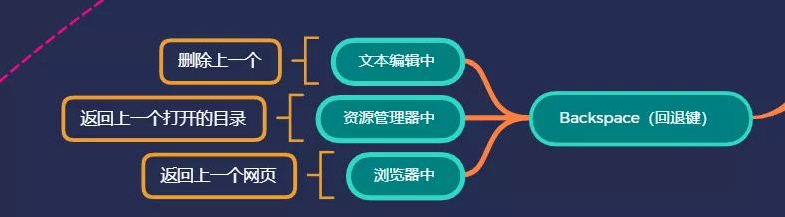 删除上一个
文本编辑中
返回上一个打开的目录
资源管理器中
Backspace（回退键）
返回上一个网页
浏览器中